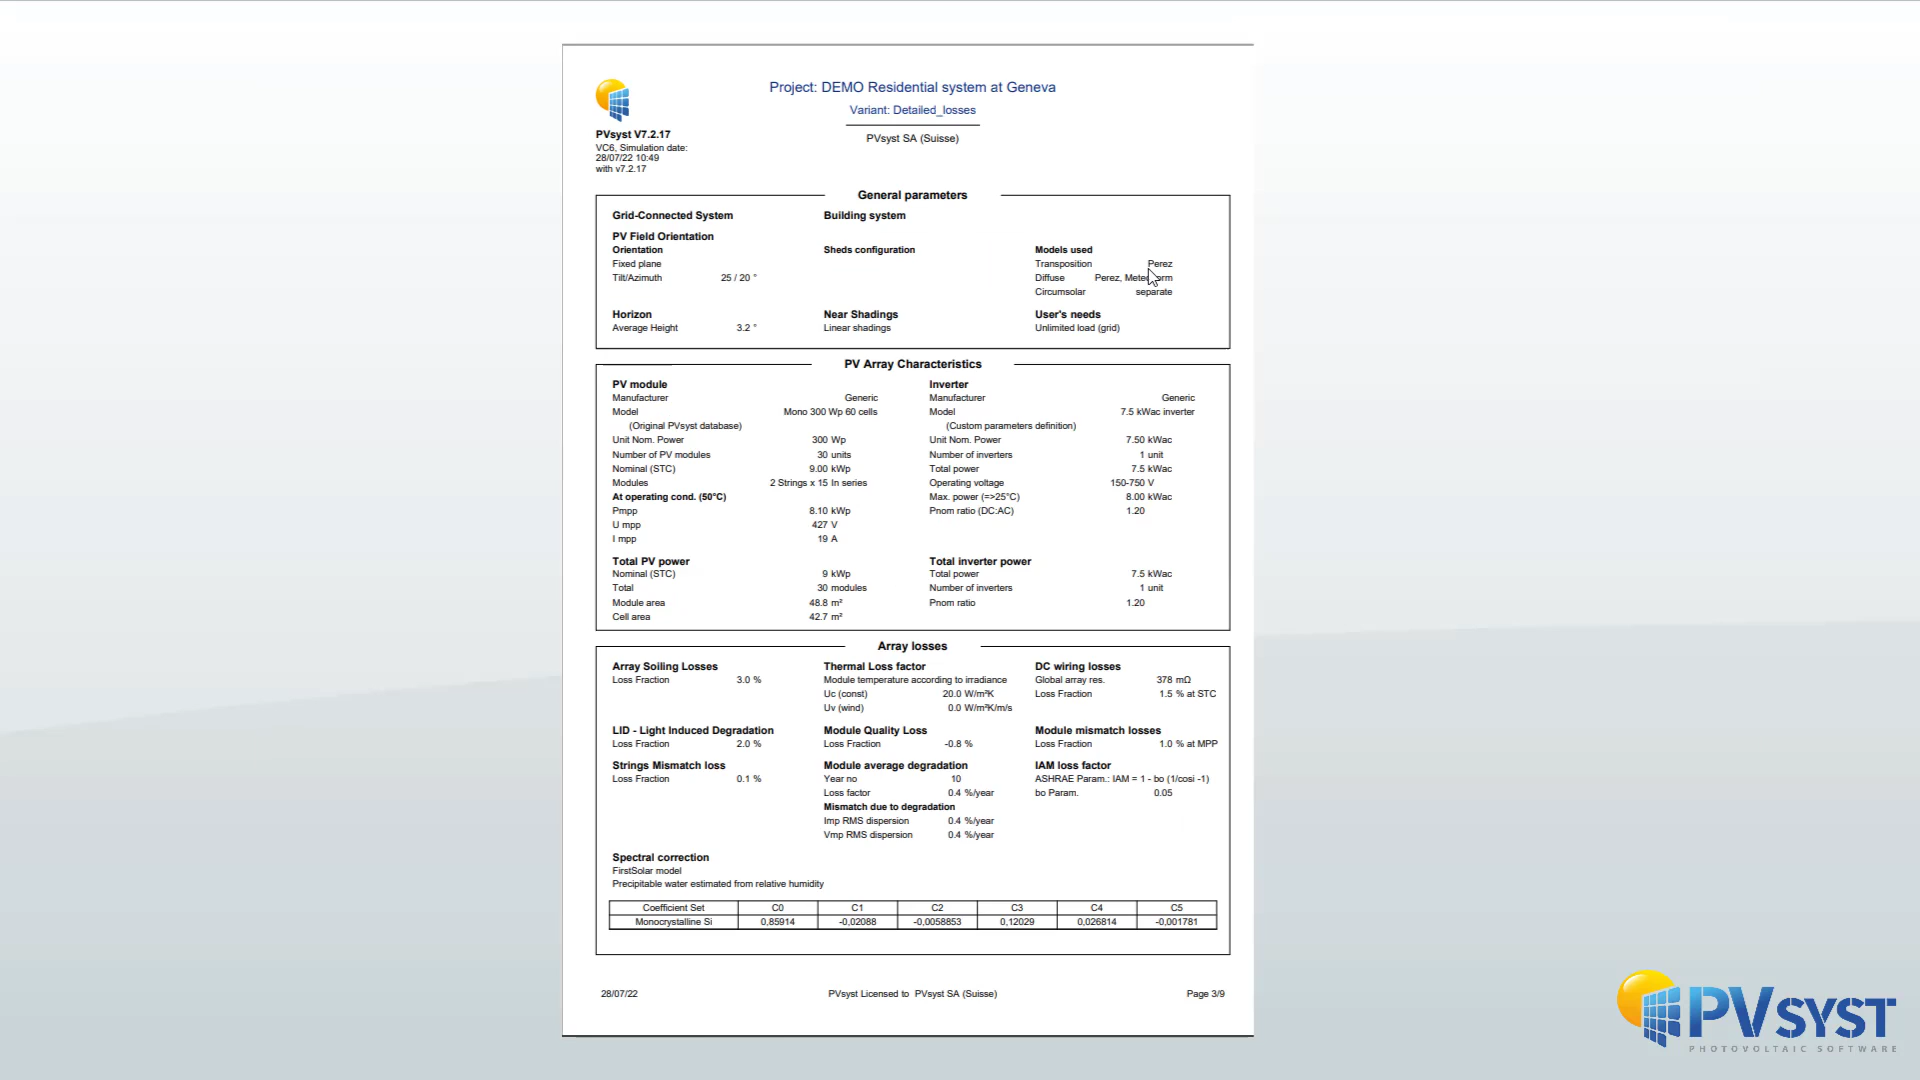 Project: DEMO Residential system at Geneva
Variant: Detailed_losses
PVsyst SA (Suisse)
PVsyst V7.2.17
VC6, Simulation date:
28/07/22 10:49
with v7.2.17
General parameters
Grid-Connected System Building system
PV Field Orientation
Orientation Sheds configuration Models used
Fixed plane Transposition Perez
Tilt/Azimuth 25 / 20 ° Diffuse Perez,
Circumsolar separate
Horizon Near Shadings User's needs
Average Height 3.2 ° Linear shadings Unlimited load (grid)
PV Array Characteristics
PV module Inverter
Manufacturer Generic Manufacturer Generic
Model Mono 300 Wp 60 cells Model 7.5 kWac inverter
(Original PVsyst database) (Custom parameters definition)
Unit Nom. Power 300 Wp Unit Nom. Power 7.50 kWac
Number of PV modules 30 units Number of inverters 1 unit
Nominal (STC) 9.00 kWp Total power 7.5 kWac
Modules 2 Strings x 15 In series Operating voltage 150-750 V
At operating cond. (50°C) Max. power (=>25°C) 8.00 kWac
Pmpp 8.10 kWp Pnom ratio (DC:AC) 1.20
U mpp 427 V
I mpp 19 A
Total PV power Total inverter power
Nominal (STC) 9 kWp Total power 7.5 kWac
Total 30 modules Number of inverters 1 unit
Module area 48.8 m² Pnom ratio 1.20
Cell area 42.7 m²
Array losses
Array Soiling Losses Thermal Loss factor DC wiring losses
Loss Fraction 3.0 % Module temperature according to irradiance Global array res. 378 mΩ
Uc (const) 20.0 W/m²K Loss Fraction 1.5 % at STC
Uv (wind) 0.0 W/m²K/m/s
LID - Light Induced Degradation Module Quality Loss Module mismatch losses
Loss Fraction 2.0 % Loss Fraction -0.8 % Loss Fraction 1.0 % at MPP
Strings Mismatch loss Module average degradation IAM loss factor
Loss Fraction 0.1 % Year no 10 ASHRAE Param.: IAM = 1 - bo (1/cosi -1)
Loss factor 0.4 %/year bo Param. 0.05
Mismatch due to degradation
Imp RMS dispersion 0.4 %/year
Vmp RMS dispersion 0.4 %/year
Spectral correction
FirstSolar model
Precipitable water estimated from relative humidity
Coefficient Set C0 C1 C2 C3 C4 C5
Monocrystalline Si 0,85914 -0,02088 -0,0058853 0,12029 0,026814 -0,001781
28/07/22 PVsyst Licensed to PVsyst SA (Suisse) Page 3/9
PVSYST
PHOTOVOLTAIC SOFTWARE